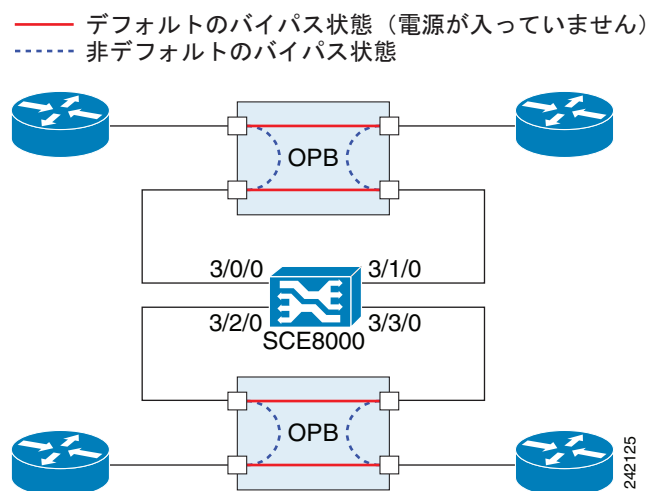 デフォルトのバイパス状態（電源が入っていません）
非デフォルトのバイパス状態
OPB
3/0/0 3/1/0
3/2/0 3/3/0
SCE8000
OPB
242125